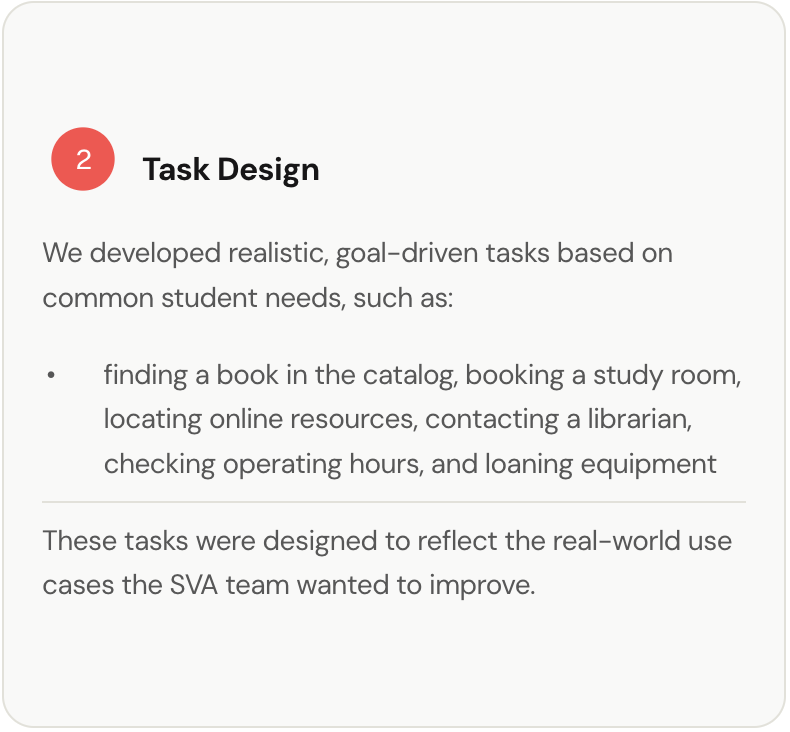 2
Task Design
We developed realistic, goal-driven tasks based on
common student needs, such as:
• finding a book in the catalog, booking a study room,
locating online resources, contacting a librarian,
checking operating hours, and loaning equipment
These tasks were designed to reflect the real-world use
cases the SVA team wanted to improve.